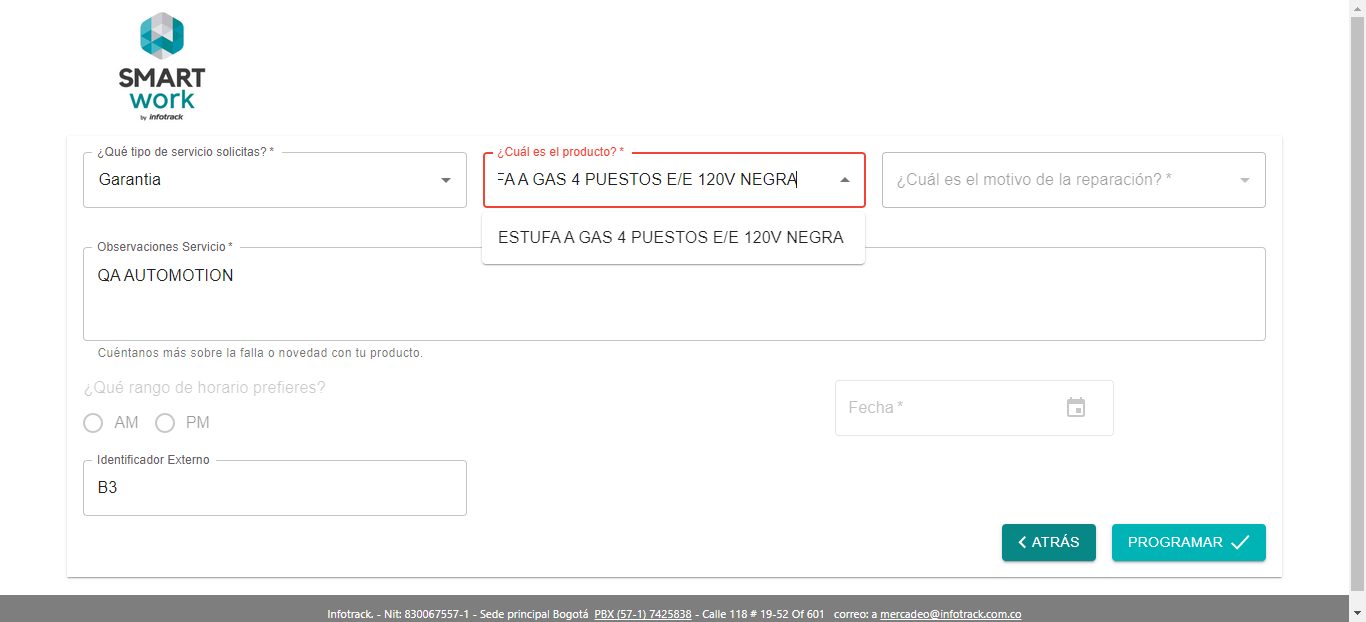 SMART
work
by infotrack
¿Qué tipo de servicio solicitas? *
Garantia
¿Cuál es el producto? *
FA A GAS 4 PUESTOS E/E 120V NEGRA
¿Cuál es el motivo de la reparación? *
ESTUFA A GAS 4 PUESTOS E/E 120V NEGRA
Observaciones Servicio *
QA AUTOMOTION
Cuéntanos más sobre la falla o novedad con tu producto.
¿Qué rango de horario prefieres?
AM PM
Fecha *
Identificador Externo
B3
ATRÁS PROGRAMAR
Infotrack. - Nit: 830067557-1 - Sede principal Bogotá PBX (57-1) 7425838 - Calle 118 # 19-52 Of 601 correo: a mercadeo@infotrack.com.co